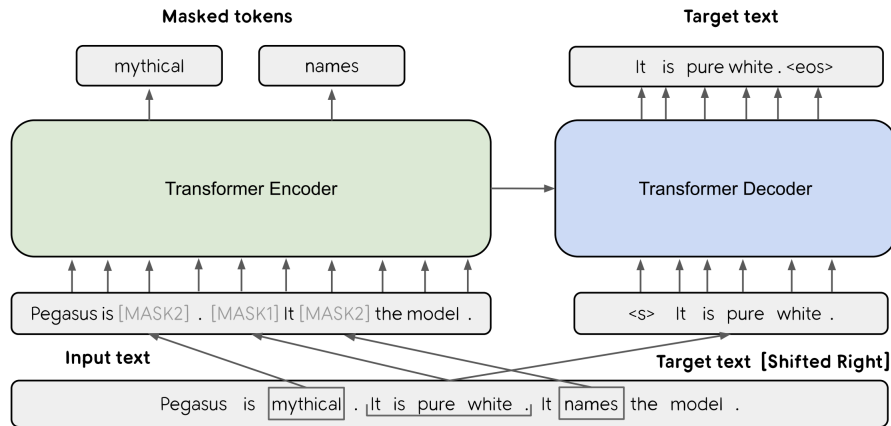 Masked tokens
Target text
mythical
names
It is pure white . <eos>
Transformer Encoder
Transformer Decoder
Pegasus is [MASK2] . [MASK1] It [MASK2] the model .
<s> It is pure white .
Input text
Target text [Shifted Right]
Pegasus is mythical . It is pure white . It names the model .